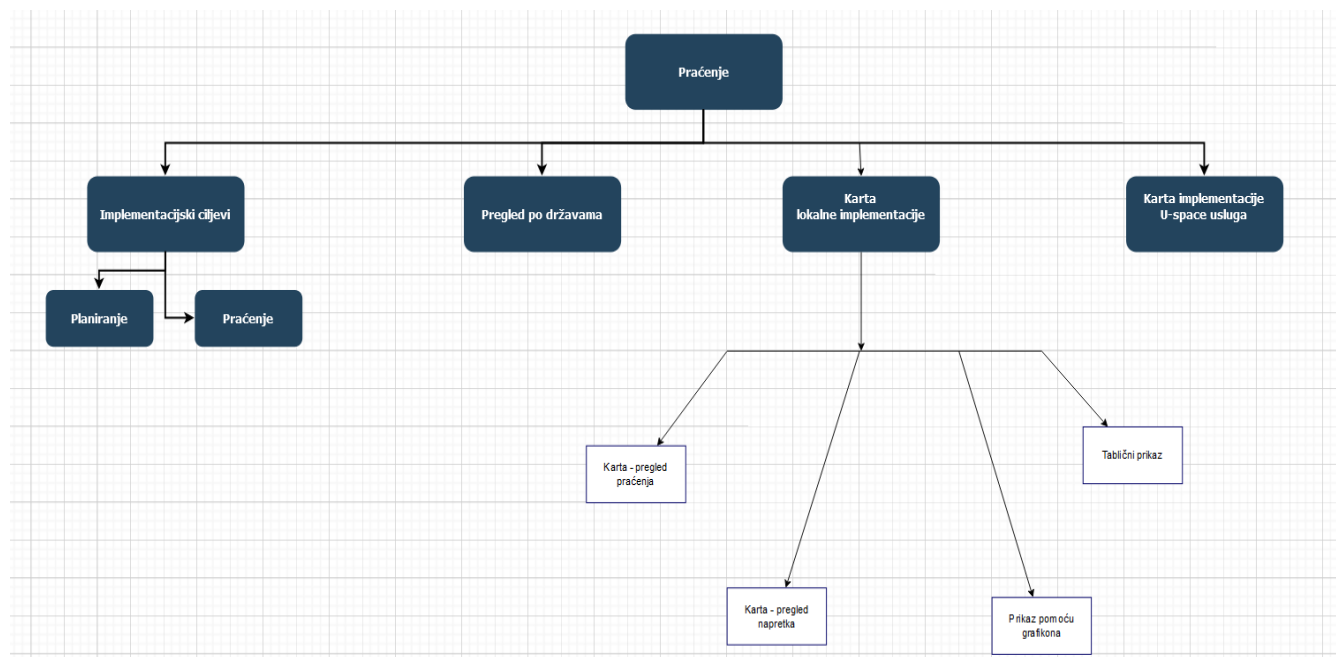 Praćenje
Implementacijski ciljevi
Pregled po državama
Karta
lokalne implementacije
Karta implementacije
U-space usluga
Planiranje
Praćenje
Karta - pregled
praćenja
Tablični prikaz
Karta - pregled
napretka
Prikaz pomoću
grafikona